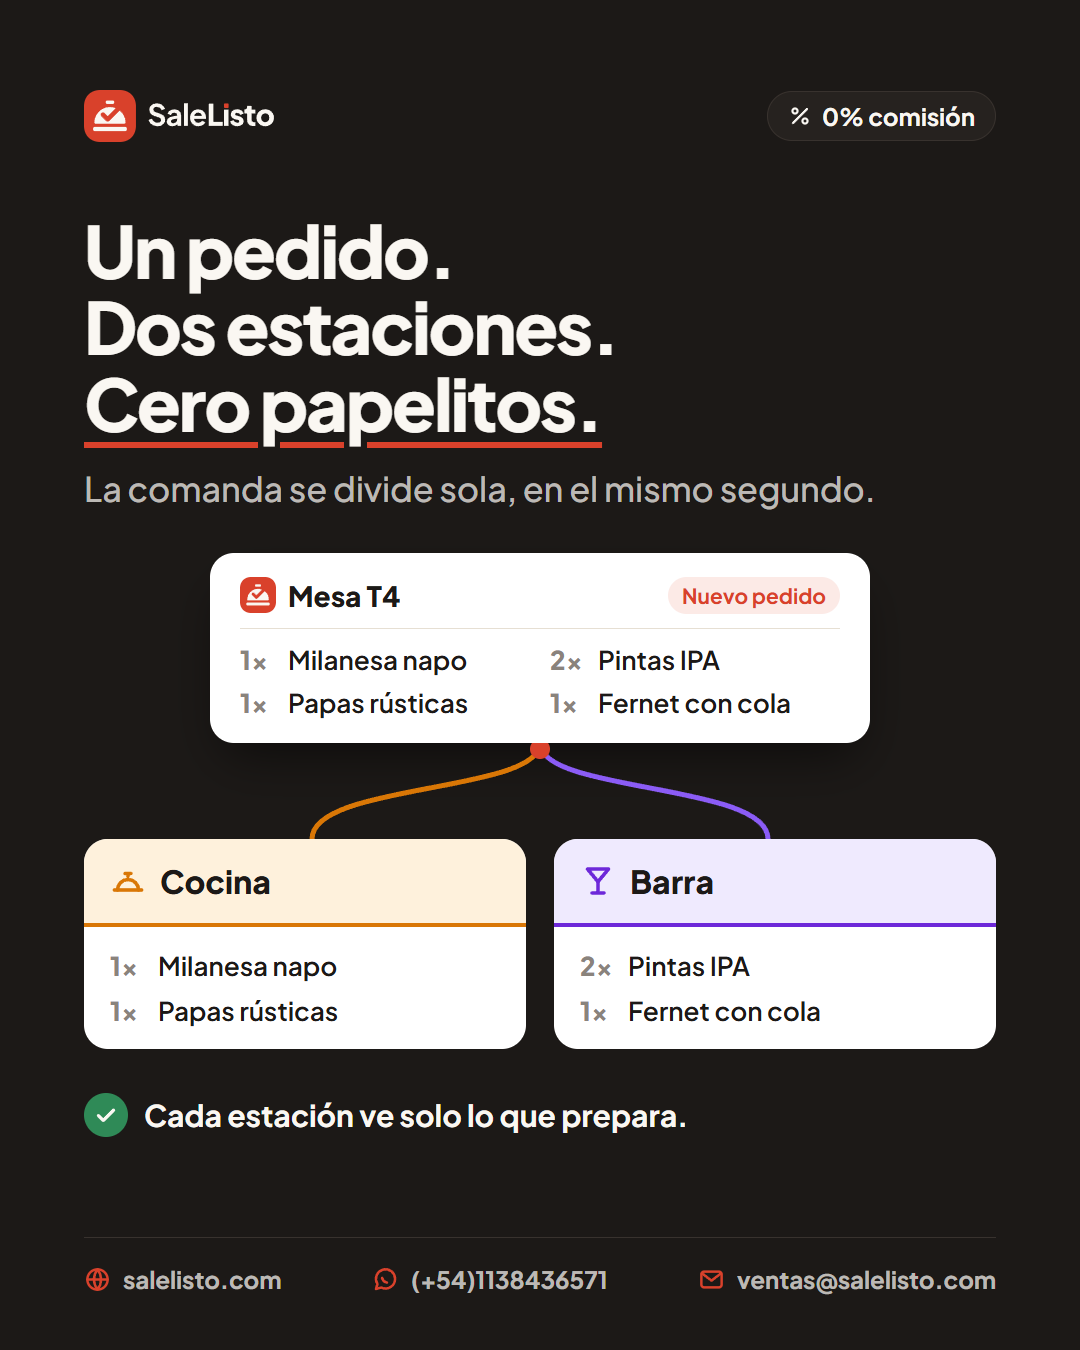 SaleListo
0% comisión
Un pedido.
Dos estaciones.
Cero papelitos.
La comanda se divide sola, en el mismo segundo.
Mesa T4
Nuevo pedido
1× Milanesa napo
2× Pintas IPA
1× Papas rústicas
1× Fernet con cola
Cocina
1× Milanesa napo
1× Papas rústicas
Barra
2× Pintas IPA
1× Fernet con cola
Cada estación ve solo lo que prepara.
salelisto.com
(+54)1138436571
ventas@salelisto.com